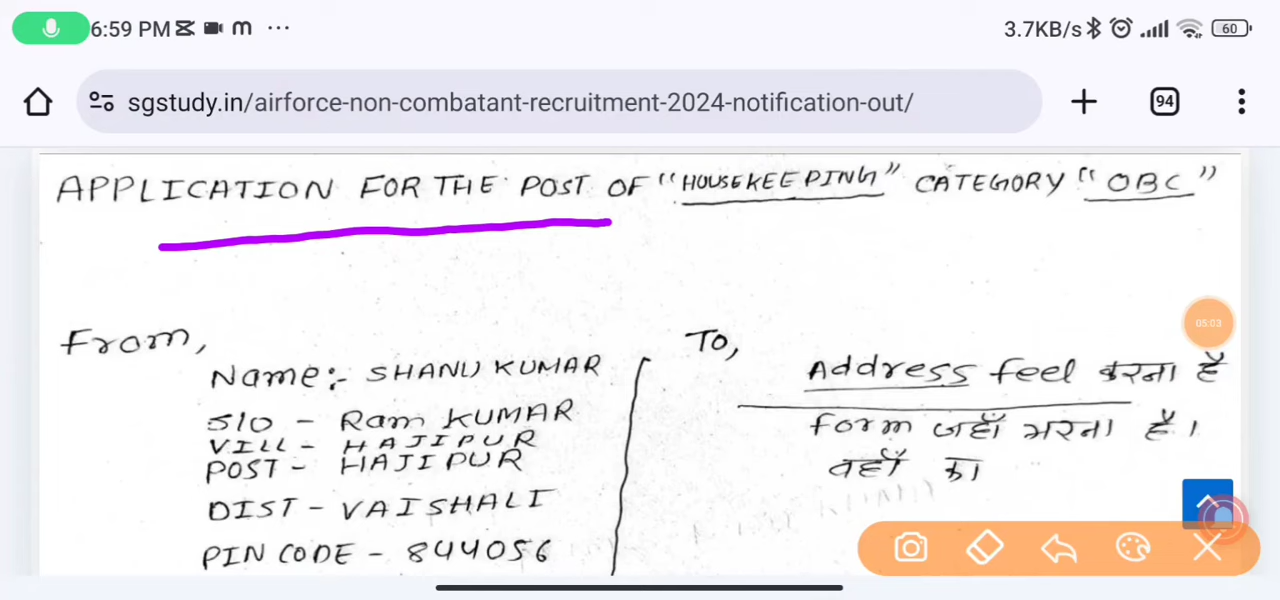 6:59 PM ... 3.7KB/s 60
sgstudy.in/airforce-non-combatant-recruitment-2024-notification-out/ 94
APPLICATION FOR THE POST OF "HOUSEKEEPING" CATEGORY "OBC"
From,
Name:- SHANU KUMAR
S/O - Ram KUMAR
VILL - HAJIPUR
POST - HAJIPUR
DIST - VAISHALI
PIN CODE - 844056
To,
Address feel करना है
form जहाँ भरना है।
वहाँ का
05:03